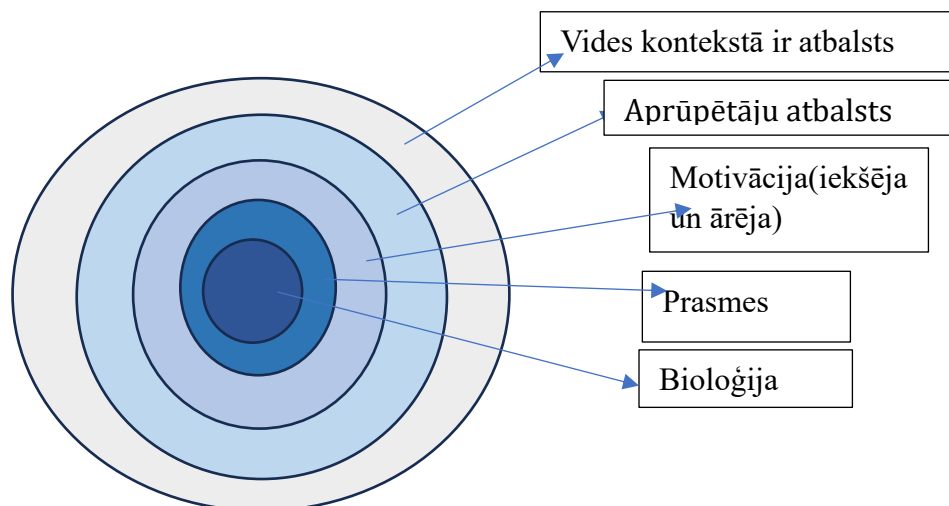 Vides kontekstā ir atbalsts
Aprūpētāju atbalsts
Motivācija(iekšēja
un ārēja)
Prasmes
Bioloģija